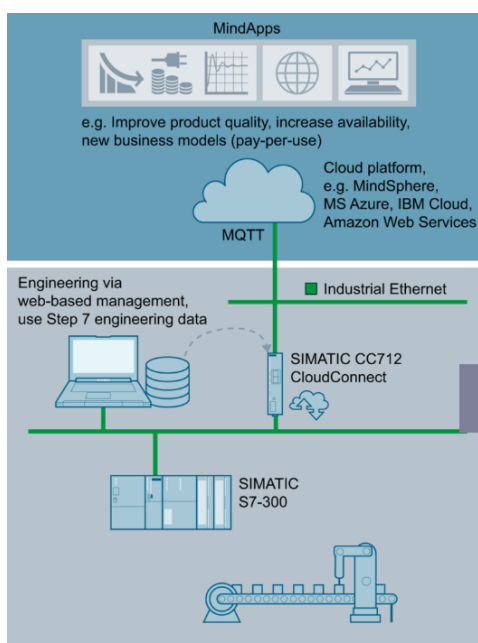 MindApps
e.g. Improve product quality, increase availability,
new business models (pay-per-use)
Cloud platform,
e.g. MindSphere,
MS Azure, IBM Cloud,
Amazon Web Services
MQTT
Engineering via
web-based management,
use Step 7 engineering data
Industrial Ethernet
SIMATIC CC712
CloudConnect
SIMATIC
S7-300